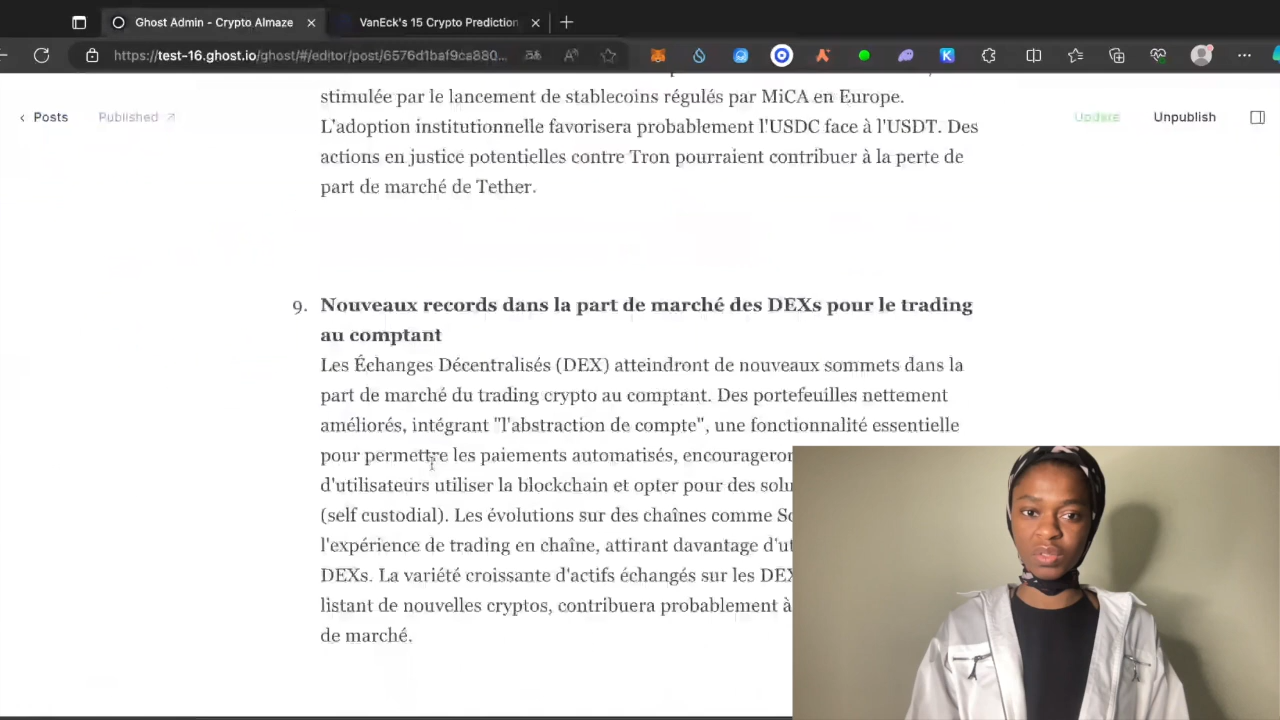 Ghost Admin - Crypto Almaze
VanEck's 15 Crypto Prediction
https://test-16.ghost.io/ghost/#/editor/post/6576d1baf9ca880...
Posts
Published
Update
Unpublish
stimulée par le lancement de stablecoins régulés par MiCA en Europe.
L'adoption institutionnelle favorisera probablement l'USDC face à l'USDT. Des
actions en justice potentielles contre Tron pourraient contribuer à la perte de
part de marché de Tether.
9. Nouveaux records dans la part de marché des DEXs pour le trading
au comptant
Les Échanges Décentralisés (DEX) atteindront de nouveaux sommets dans la
part de marché du trading crypto au comptant. Des portefeuilles nettement
améliorés, intégrant "l'abstraction de compte", une fonctionnalité essentielle
pour permettre les paiements automatisés, encourageron
d'utilisateurs utiliser la blockchain et opter pour des solu
(self custodial). Les évolutions sur des chaînes comme So
l'expérience de trading en chaîne, attirant davantage d'ut
DEXs. La variété croissante d'actifs échangés sur les DEX
listant de nouvelles cryptos, contribuera probablement à
de marché.